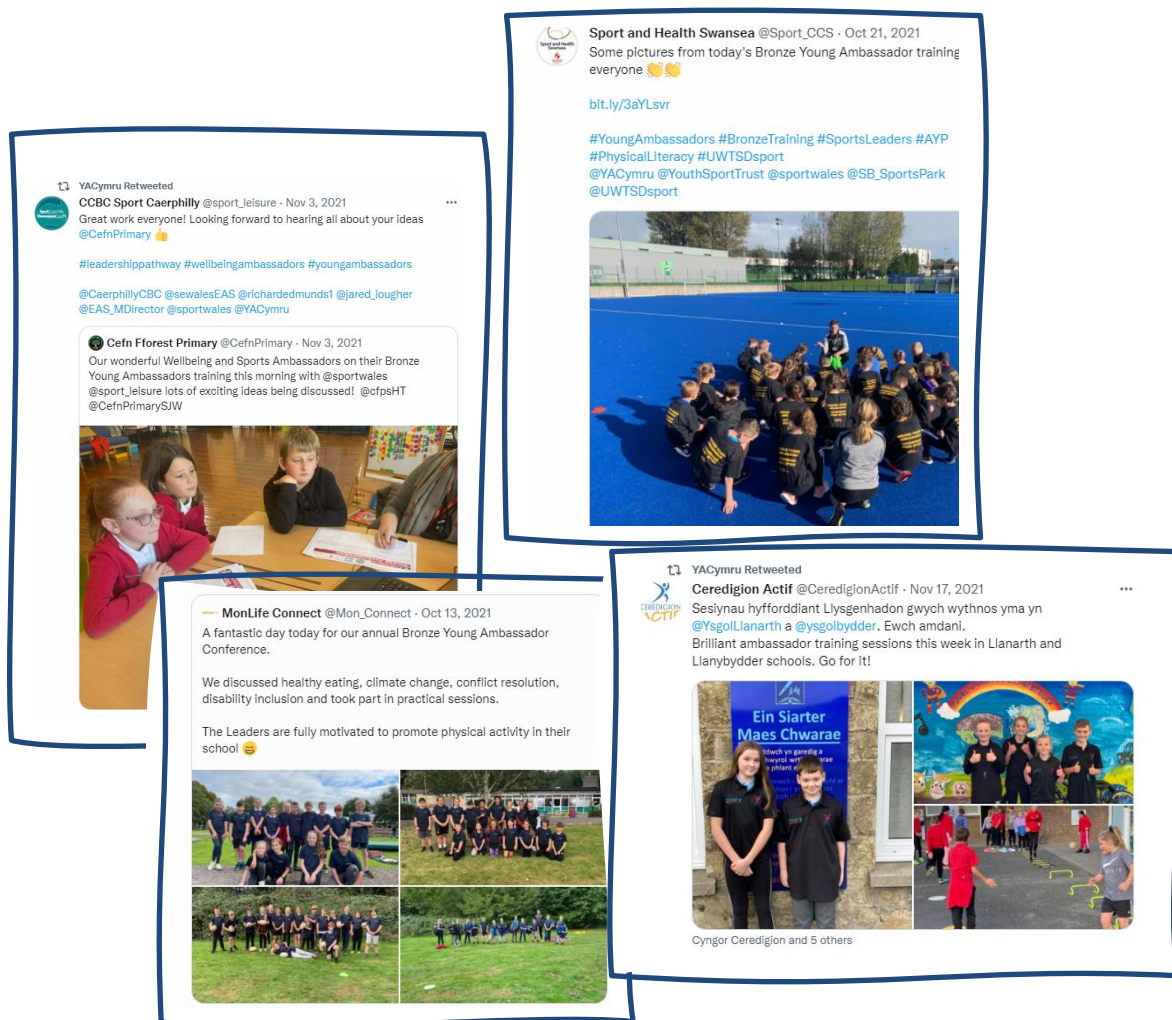 Sport and Health Swansea @Sport_CCS · Oct 21, 2021
Some pictures from today's Bronze Young Ambassador training
everyone 👏👏
bit.ly/3aYLsvr
#YoungAmbassadors #BronzeTraining #SportsLeaders #AYP
#PhysicalLiteracy #UWTSDsport
@YACymru @YouthSportTrust @sportwales @SB_SportsPark
@UWTSDsport
YACymru Retweeted
CCBC Sport Caerphilly @sport_leisure · Nov 3, 2021
Great work everyone! Looking forward to hearing all about your ideas
@CefnPrimary 👍
#leadershippathway #wellbeingambassadors #youngambassadors
@CaerphillyCBC @sewalesEAS @richardedmunds1 @jared_lougher
@EAS_MDirector @sportwales @YACymru
Cefn Fforest Primary @CefnPrimary · Nov 3, 2021
Our wonderful Wellbeing and Sports Ambassadors on their Bronze
Young Ambassadors training this morning with @sportwales
@sport_leisure lots of exciting ideas being discussed! @cfpsHT
@CefnPrimarySJW
MonLife Connect @Mon_Connect · Oct 13, 2021
A fantastic day today for our annual Bronze Young Ambassador
Conference.
We discussed healthy eating, climate change, conflict resolution,
disability inclusion and took part in practical sessions.
The Leaders are fully motivated to promote physical activity in their
school 😄
YACymru Retweeted
CEREDIGION
ACTIF
Ceredigion Actif @CeredigionActif · Nov 17, 2021
Sesiynau hyfforddiant Llysgenhadon gwych wythnos yma yn
@YsgolLlanarth a @ysgolbydder. Ewch amdani.
Brilliant ambassador training sessions this week in Llanarth and
Llanybydder schools. Go for it!
Ein Siarter
Maes Chwarae
Cyngor Ceredigion and 5 others